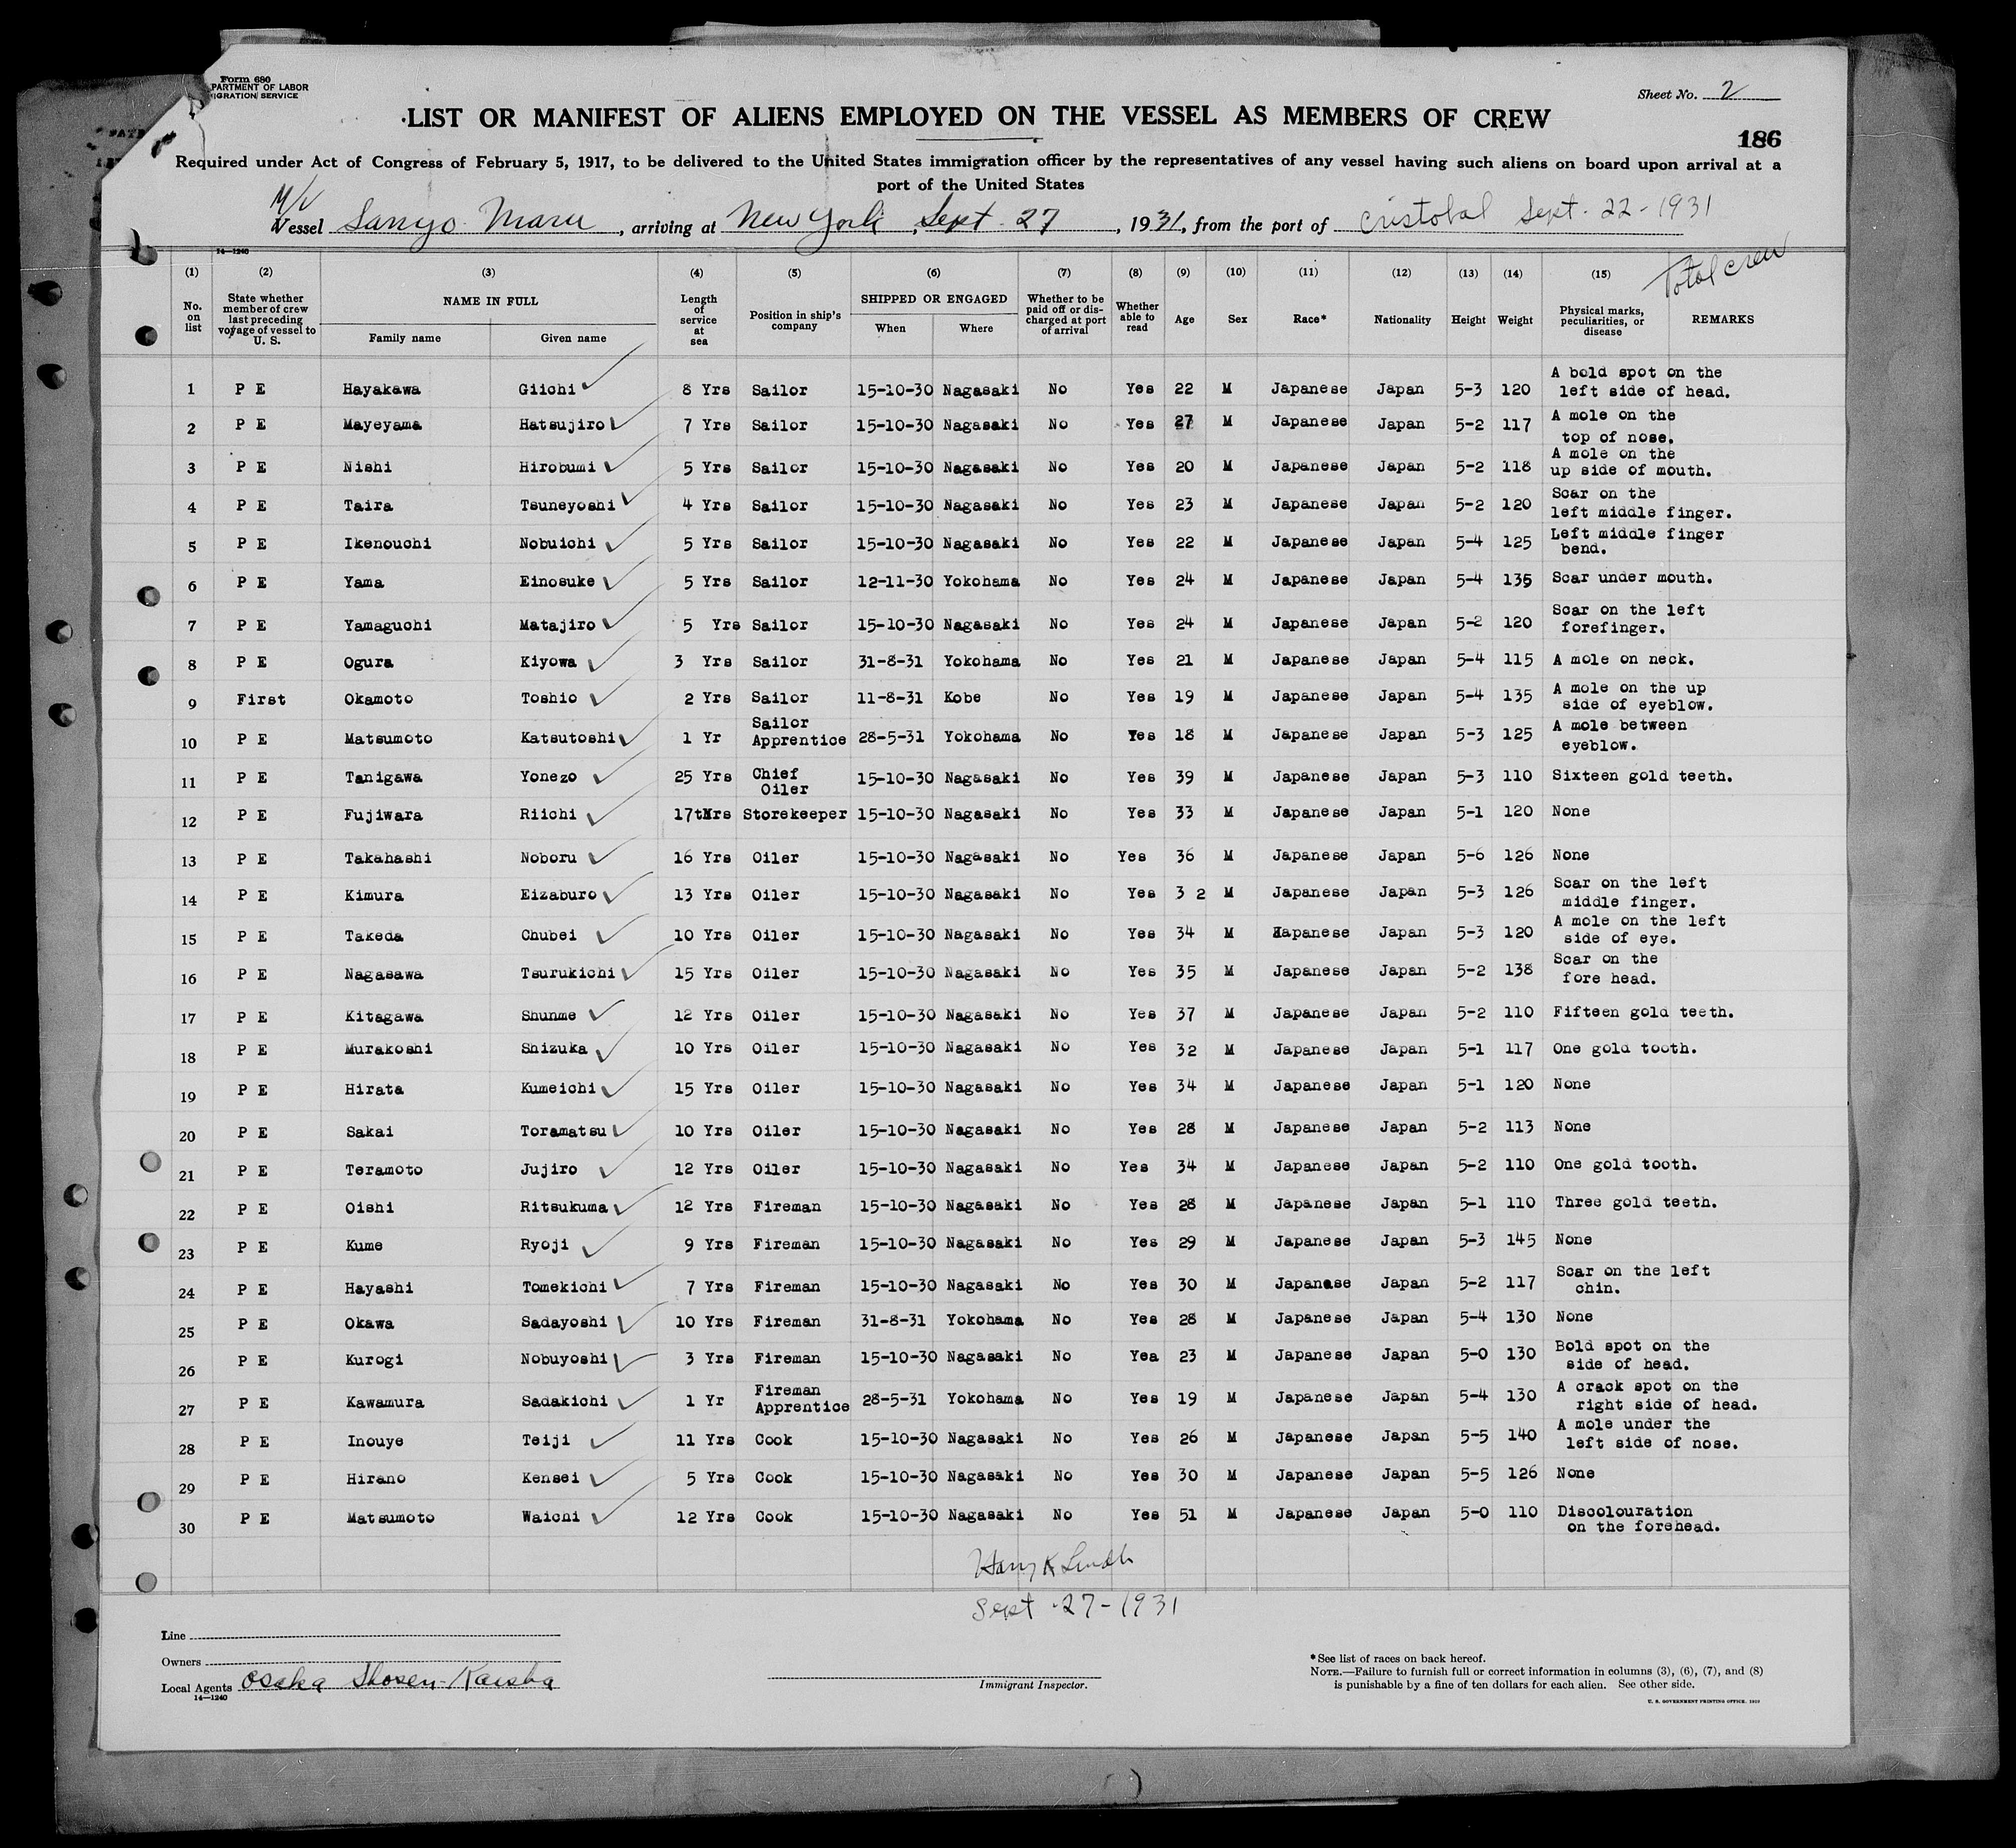 Form 680
PARTMENT OF LABOR
IGRATION SERVICE
Sheet No. 2
LIST OR MANIFEST OF ALIENS EMPLOYED ON THE VESSEL AS MEMBERS OF CREW
186
Required under Act of Congress of February 5, 1917, to be delivered to the United States immigration officer by the representatives of any vessel having such aliens on board upon arrival at a
port of the United States
M/V
Vessel Sanyo Maru, arriving at New York, Sept 27, 1931, from the port of Cristobal Sept. 22-1931
14—1240
Total crew
(1) (2) (3) (4) (5) (6) (7) (8) (9) (10) (11) (12) (13) (14) (15)
No. on list State whether member of crew last preceding voyage of vessel to U. S. NAME IN FULL Family name Given name Length of service at sea Position in ship's company SHIPPED OR ENGAGED When Where Whether to be paid off or discharged at port of arrival Whether able to read Age Sex Race* Nationality Height Weight Physical marks, peculiarities, or disease REMARKS
1 P E Hayakawa Giichi 8 Yrs Sailor 15-10-30 Nagasaki No Yes 22 M Japanese Japan 5-3 120 A bold spot on the left side of head.
2 P E Mayeyama Hatsujiro 7 Yrs Sailor 15-10-30 Nagasaki No Yes 27 M Japanese Japan 5-2 117 A mole on the top of nose.
3 P E Nishi Hirobumi 5 Yrs Sailor 15-10-30 Nagasaki No Yes 20 M Japanese Japan 5-2 118 A mole on the up side of mouth.
4 P E Taira Tsuneyoshi 4 Yrs Sailor 15-10-30 Nagasaki No Yes 23 M Japanese Japan 5-2 120 Scar on the left middle finger.
5 P E Ikenouchi Nobuichi 5 Yrs Sailor 15-10-30 Nagasaki No Yes 22 M Japanese Japan 5-4 125 Left middle finger bend.
6 P E Yama Einosuke 5 Yrs Sailor 12-11-30 Yokohama No Yes 24 M Japanese Japan 5-4 135 Scar under mouth.
7 P E Yamaguchi Matajiro 5 Yrs Sailor 15-10-30 Nagasaki No Yes 24 M Japanese Japan 5-2 120 Scar on the left forefinger.
8 P E Ogura Kiyowa 3 Yrs Sailor 31-8-31 Yokohama No Yes 21 M Japanese Japan 5-4 115 A mole on neck.
9 First Okamoto Toshio 2 Yrs Sailor 11-8-31 Kobe No Yes 19 M Japanese Japan 5-4 135 A mole on the up side of eyeblow.
10 P E Matsumoto Katsutoshi 1 Yr Sailor Apprentice 28-5-31 Yokohama No Yes 18 M Japanese Japan 5-3 125 A mole between eyeblow.
11 P E Tanigawa Yonezo 25 Yrs Chief Oiler 15-10-30 Nagasaki No Yes 39 M Japanese Japan 5-3 110 Sixteen gold teeth.
12 P E Fujiwara Riichi 17 Yrs Storekeeper 15-10-30 Nagasaki No Yes 33 M Japanese Japan 5-1 120 None
13 P E Takahashi Noboru 16 Yrs Oiler 15-10-30 Nagasaki No Yes 36 M Japanese Japan 5-6 126 None
14 P E Kimura Eizaburo 13 Yrs Oiler 15-10-30 Nagasaki No Yes 3 2 M Japanese Japan 5-3 126 Scar on the left middle finger.
15 P E Takeda Chubei 10 Yrs Oiler 15-10-30 Nagasaki No Yes 34 M Japanese Japan 5-3 120 A mole on the left side of eye.
16 P E Nagasawa Tsurukichi 15 Yrs Oiler 15-10-30 Nagasaki No Yes 35 M Japanese Japan 5-2 138 Scar on the fore head.
17 P E Kitagawa Shunme 12 Yrs Oiler 15-10-30 Nagasaki No Yes 37 M Japanese Japan 5-2 110 Fifteen gold teeth.
18 P E Murakoshi Shizuka 10 Yrs Oiler 15-10-30 Nagasaki No Yes 32 M Japanese Japan 5-1 117 One gold tooth.
19 P E Hirata Kumeichi 15 Yrs Oiler 15-10-30 Nagasaki No Yes 34 M Japanese Japan 5-1 120 None
20 P E Sakai Toramatsu 10 Yrs Oiler 15-10-30 Nagasaki No Yes 28 M Japanese Japan 5-2 113 None
21 P E Teramoto Jujiro 12 Yrs Oiler 15-10-30 Nagasaki No Yes 34 M Japanese Japan 5-2 110 One gold tooth.
22 P E Oishi Ritsukuma 12 Yrs Fireman 15-10-30 Nagasaki No Yes 28 M Japanese Japan 5-1 110 Three gold teeth.
23 P E Kume Ryoji 9 Yrs Fireman 15-10-30 Nagasaki No Yes 29 M Japanese Japan 5-3 145 None
24 P E Hayashi Tomekichi 7 Yrs Fireman 15-10-30 Nagasaki No Yes 30 M Japanese Japan 5-2 117 Scar on the left chin.
25 P E Okawa Sadayoshi 10 Yrs Fireman 31-8-31 Yokohama No Yes 28 M Japanese Japan 5-4 130 None
26 P E Kurogi Nobuyoshi 3 Yrs Fireman 15-10-30 Nagasaki No Yea 23 M Japanese Japan 5-0 130 Bold spot on the side of head.
27 P E Kawamura Sadakichi 1 Yr Fireman Apprentice 28-5-31 Yokohama No Yes 19 M Japanese Japan 5-4 130 A crack spot on the right side of head.
28 P E Inouye Teiji 11 Yrs Cook 15-10-30 Nagasaki No Yes 26 M Japanese Japan 5-5 140 A mole under the left side of nose.
29 P E Hirano Kensei 5 Yrs Cook 15-10-30 Nagasaki No Yes 30 M Japanese Japan 5-5 126 None
30 P E Matsumoto Waichi 12 Yrs Cook 15-10-30 Nagasaki No Yes 51 M Japanese Japan 5-0 110 Discolouration on the forehead.
Harry K
Sept -27-1931
Line
Owners
Local Agents Osaka Shosen-Kaisha
14—1240
Immigrant Inspector.
*See list of races on back hereof.
NOTE.—Failure to furnish full or correct information in columns (3), (6), (7), and (8)
is punishable by a fine of ten dollars for each alien. See other side.
U. S. GOVERNMENT PRINTING OFFICE.